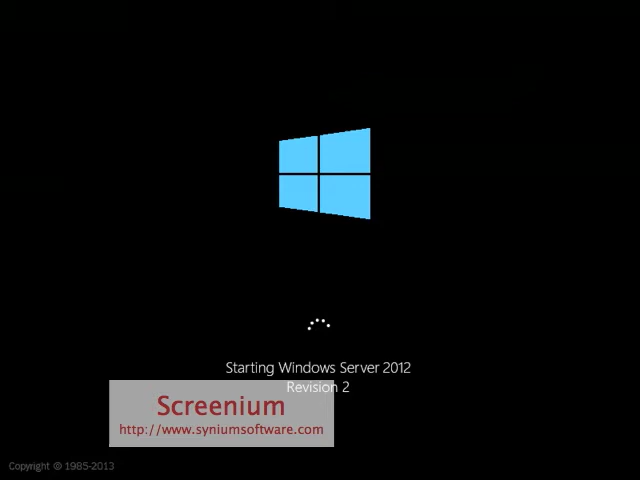 Starting Windows Server 2012
Revision 2
Screenium
http://www.syniumsoftware.com
Copyright © 1985-2013